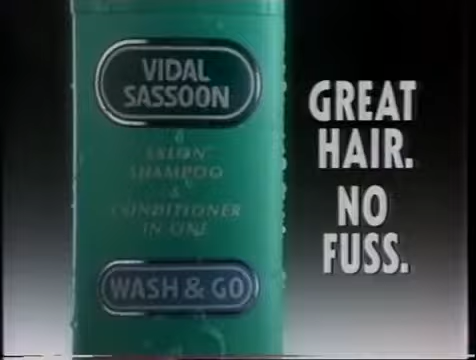 VIDAL
SASSOON
A
SALON
SHAMPOO
&
CONDITIONER
IN ONE
WASH & GO
GREAT
HAIR.
NO
FUSS.